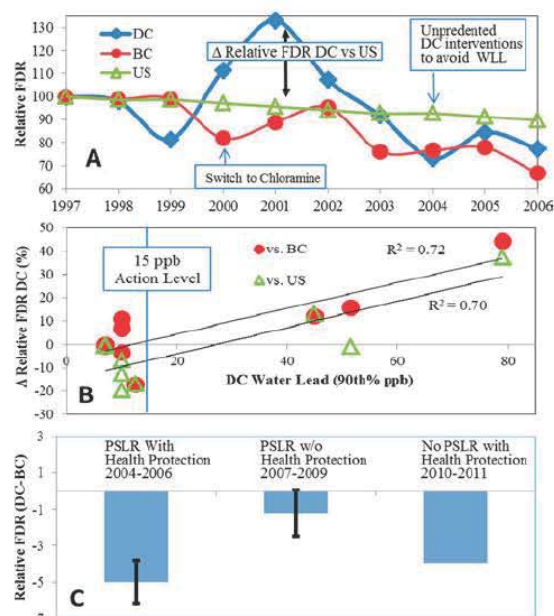 Relative FDR
130
120
110
100
90
80
70
60
DC
BC
US
Δ Relative FDR DC vs US
Unpredented
DC interventions
to avoid WLL
Switch to Chloramine
A
1997 1998 1999 2000 2001 2002 2003 2004 2005 2006
Δ Relative FDR DC (%)
50
40
30
20
10
0
-10
-20
-30
15 ppb
Action Level
vs. BC
vs. US
R² = 0.72
R² = 0.70
0 20 40 60 80
DC Water Lead (90th% ppb)
B
Relative FDR (DC-BC)
3
1
-1
-3
-5
PSLR With
Health Protection
2004-2006
PSLR w/o
Health Protection
2007-2009
No PSLR with
Health Protection
2010-2011
C